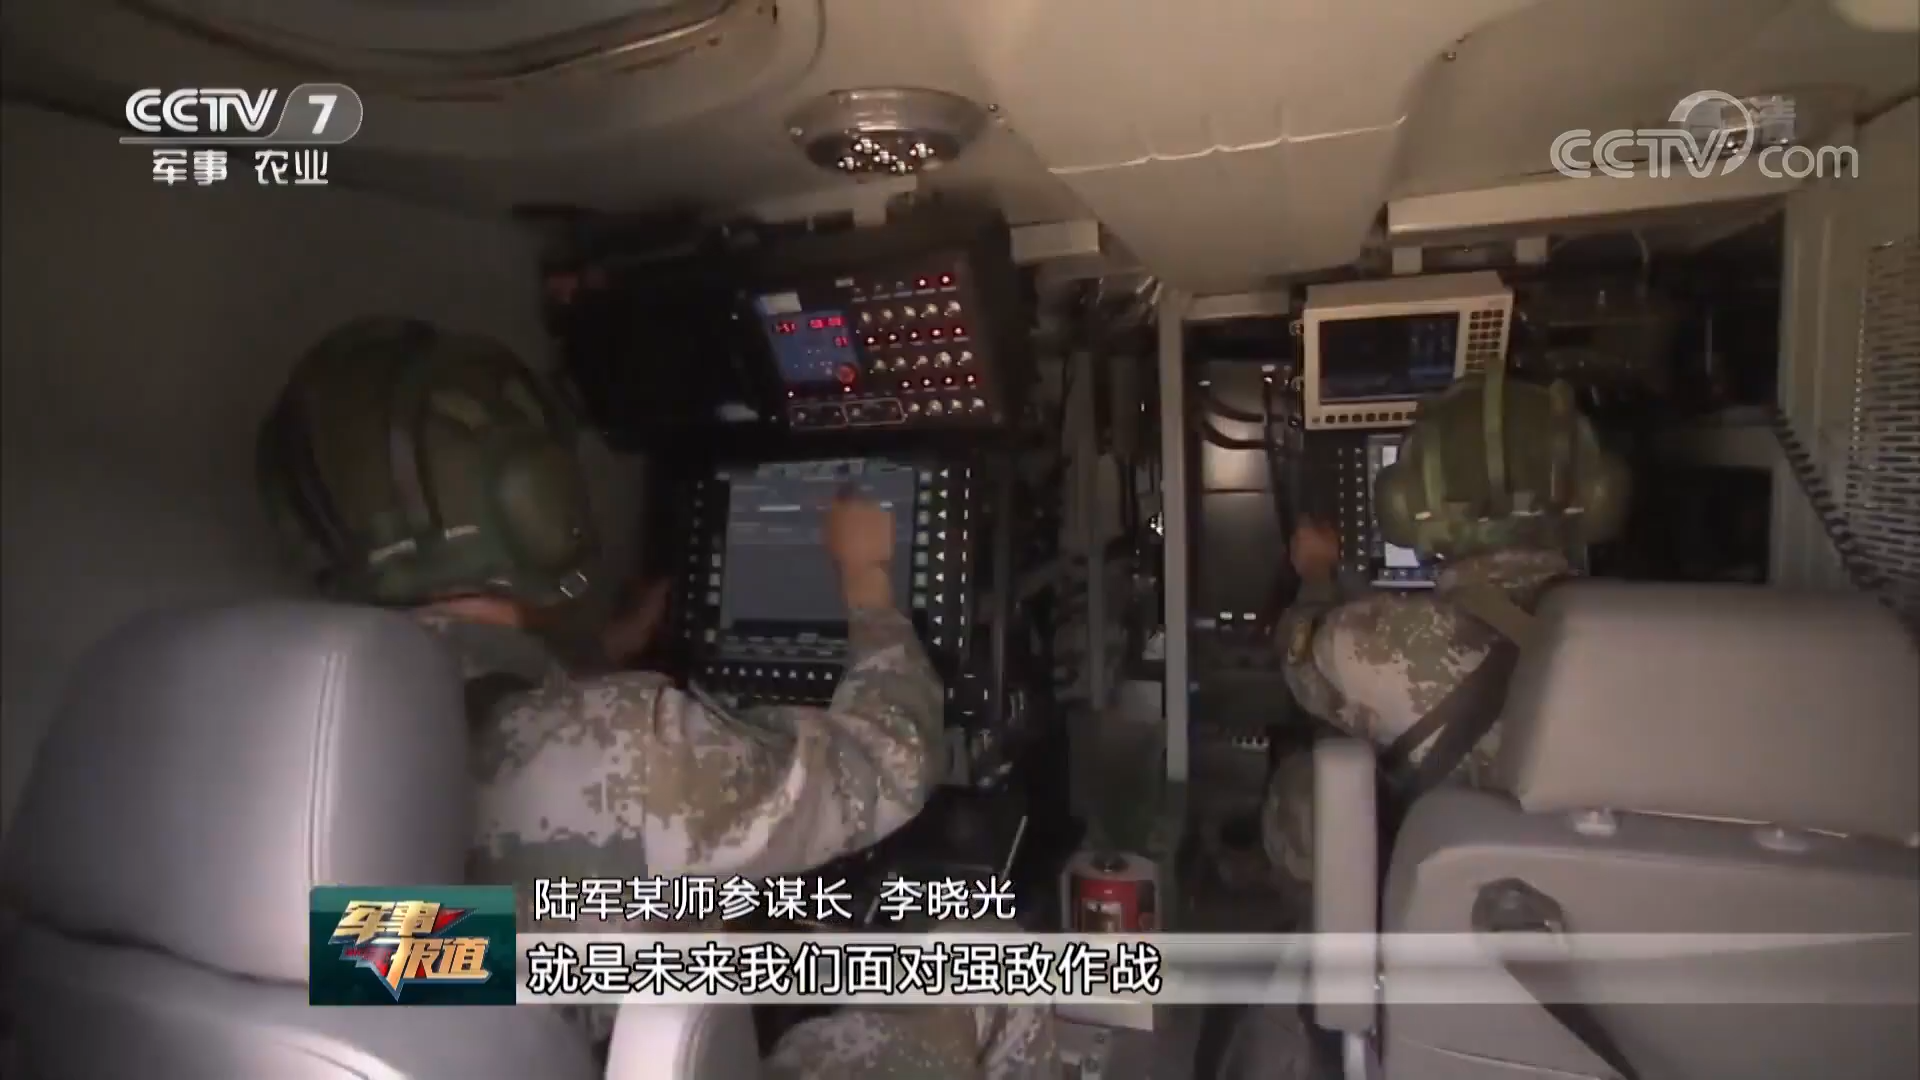 CCTV 7
军事 农业
CCTV com
陆军某师参谋长 李晓光
军事报道
就是未来我们面对强敌作战